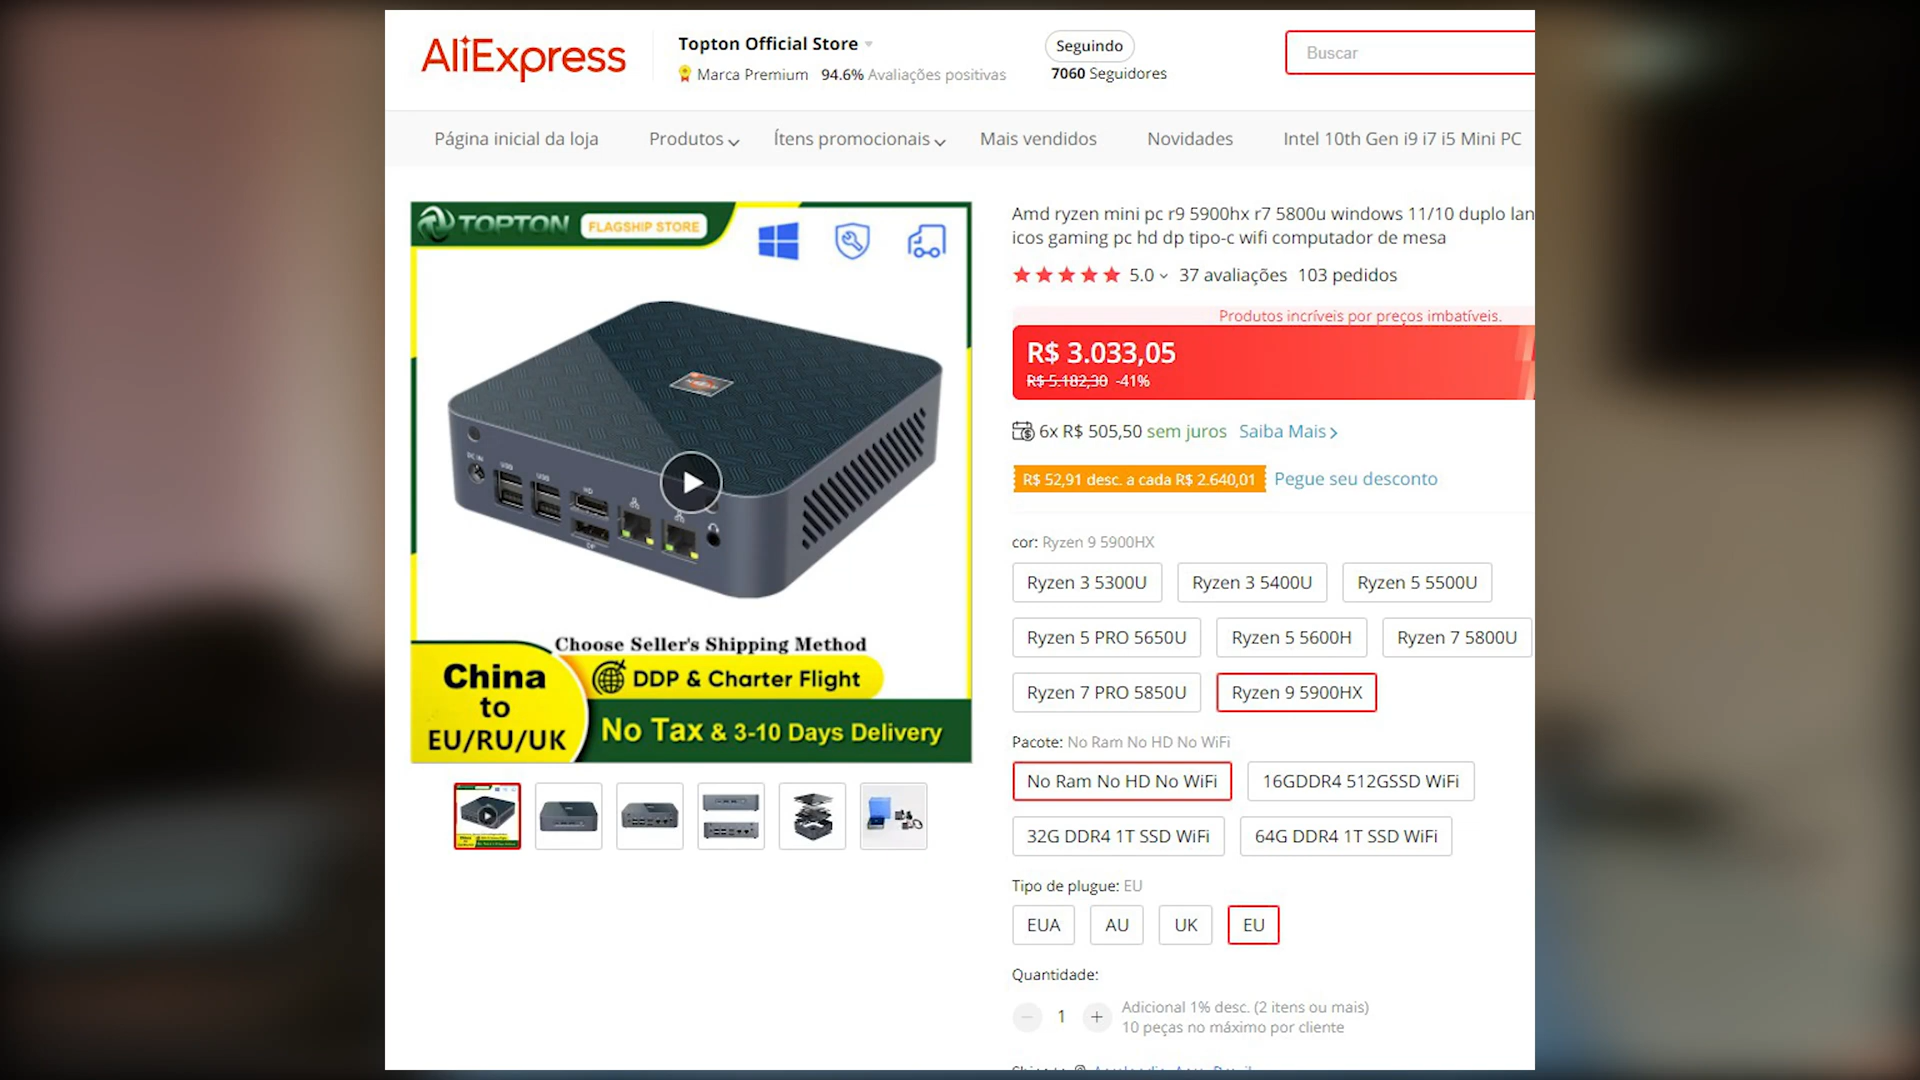 AliExpress
Topton Official Store
Marca Premium 94.6% Avaliações positivas
Seguindo
7060 Seguidores
Buscar
Página inicial da loja
Produtos
Ítens promocionais
Mais vendidos
Novidades
Intel 10th Gen i9 i7 i5 Mini PC
TOPTON
FLAGSHIP STORE
DC IN
USB
USB
HD
DP
Choose Seller's Shipping Method
China
to
EU/RU/UK
DDP & Charter Flight
No Tax & 3-10 Days Delivery
Amd ryzen mini pc r9 5900hx r7 5800u windows 11/10 duplo lan
icos gaming pc hd dp tipo-c wifi computador de mesa
5.0 37 avaliações 103 pedidos
Produtos incríveis por preços imbatíveis.
R$ 3.033,05
R$ 5.182,30 -41%
6x R$ 505,50 sem juros Saiba Mais
R$ 52,91 desc. a cada R$ 2.640,01 Pegue seu desconto
cor: Ryzen 9 5900HX
Ryzen 3 5300U
Ryzen 3 5400U
Ryzen 5 5500U
Ryzen 5 PRO 5650U
Ryzen 5 5600H
Ryzen 7 5800U
Ryzen 7 PRO 5850U
Ryzen 9 5900HX
Pacote: No Ram No HD No WiFi
No Ram No HD No WiFi
16GDDR4 512GSSD WiFi
32G DDR4 1T SSD WiFi
64G DDR4 1T SSD WiFi
Tipo de plugue: EU
EUA
AU
UK
EU
Quantidade:
1
Adicional 1% desc. (2 itens ou mais)
10 peças no máximo por cliente